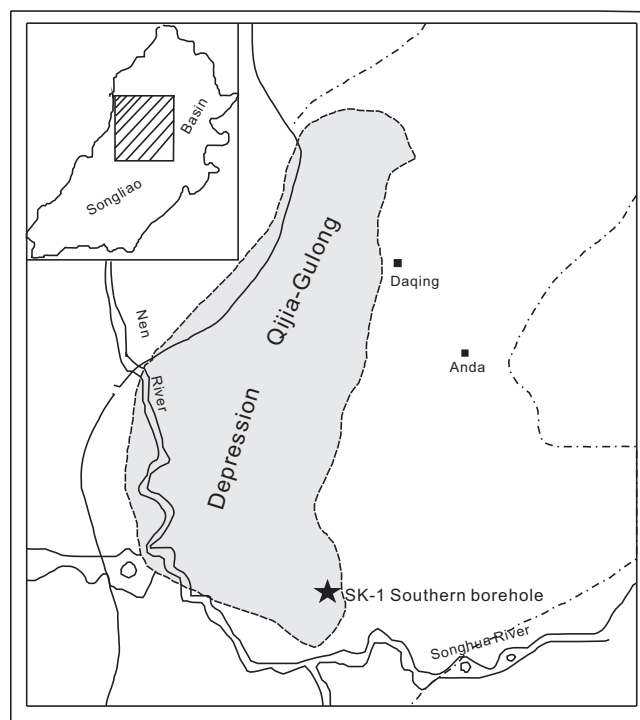 Songliao
Basin
Qijia-Gulong
Depression
Nen
River
Daqing
Anda
SK-1 Southern borehole
Songhua River